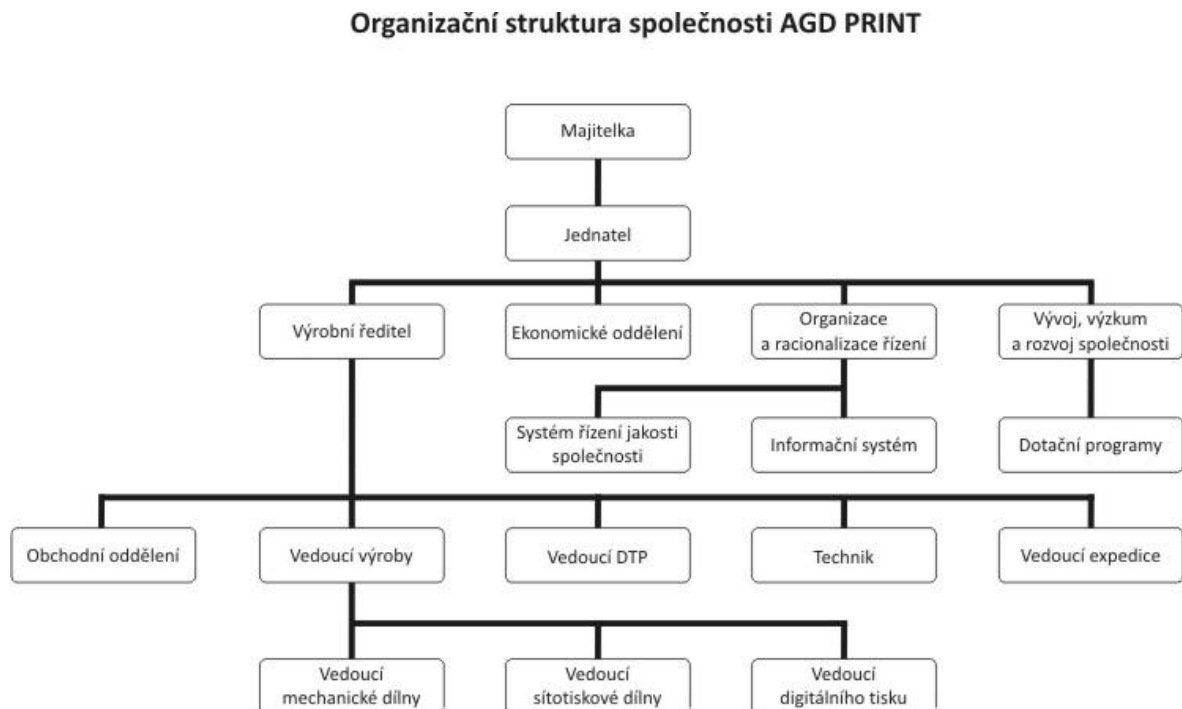 Organizační struktura společnosti AGD PRINT
Majitelka
Jednatel
Výrobní ředitel
Ekonomické oddělení
Organizace
a racionalizace řízení
Vývoj, výzkum
a rozvoj společnosti
Systém řízení jakosti
společnosti
Informační systém
Dotační programy
Obchodní oddělení
Vedoucí výroby
Vedoucí DTP
Technik
Vedoucí expedice
Vedoucí
mechanické dílny
Vedoucí
sítotiskové dílny
Vedoucí
digitálního tisku